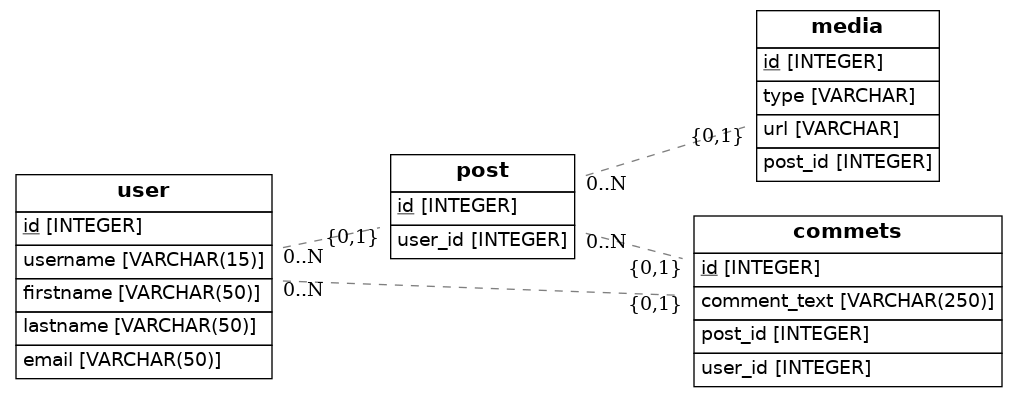 user
id [INTEGER]
username [VARCHAR(15)]
firstname [VARCHAR(50)]
lastname [VARCHAR(50)]
email [VARCHAR(50)]
{0,1}
0..N
0..N
post
id [INTEGER]
user_id [INTEGER]
{0,1}
0..N
0..N
{0,1}
{0,1}
media
id [INTEGER]
type [VARCHAR]
url [VARCHAR]
post_id [INTEGER]
commets
id [INTEGER]
comment_text [VARCHAR(250)]
post_id [INTEGER]
user_id [INTEGER]